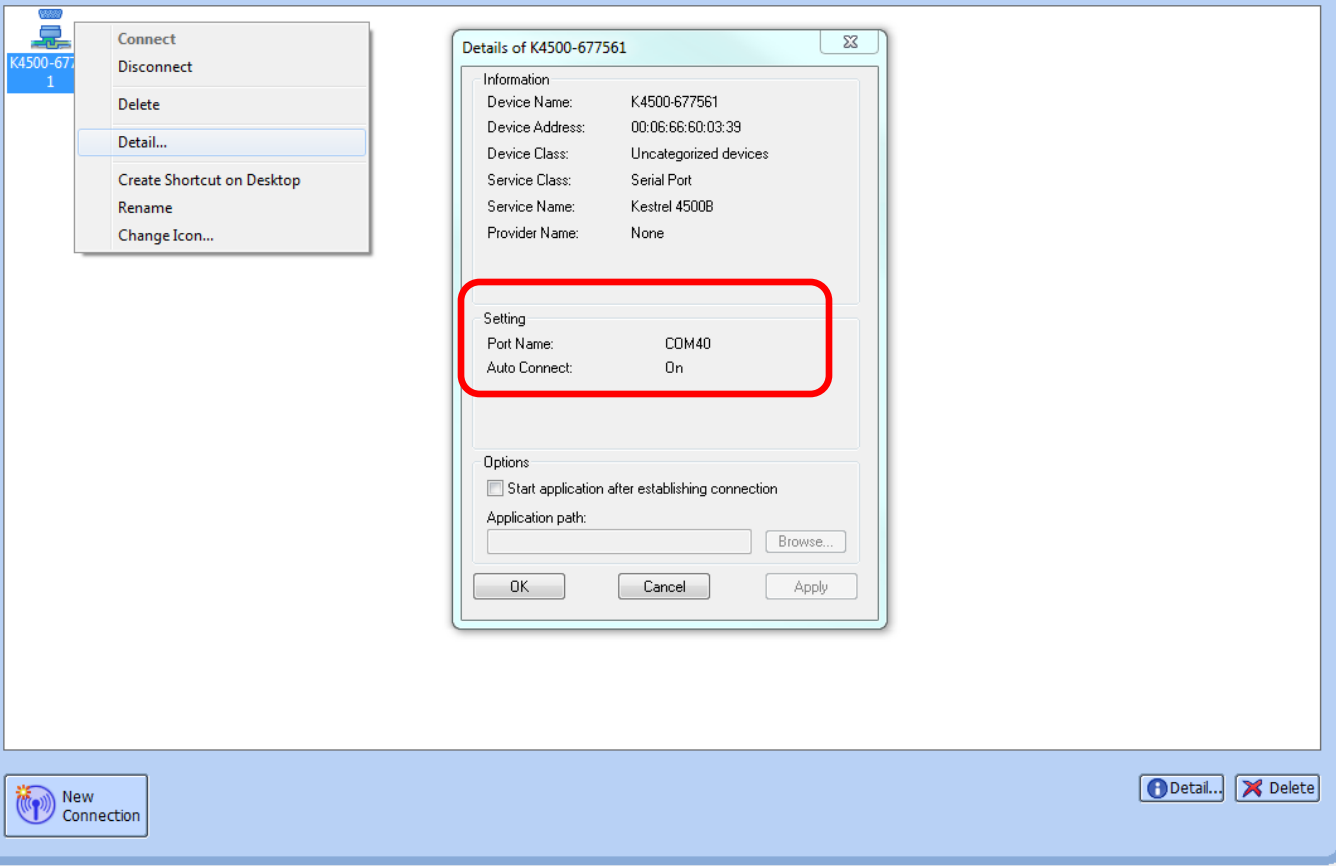 K4500-677
1
Connect
Disconnect
Delete
Detail...
Create Shortcut on Desktop
Rename
Change Icon...
Details of K4500-677561
Information
Device Name: K4500-677561
Device Address: 00:06:66:60:03:39
Device Class: Uncategorized devices
Service Class: Serial Port
Service Name: Kestrel 4500B
Provider Name: None
Setting
Port Name: COM40
Auto Connect: On
Options
Start application after establishing connection
Application path:
Browse...
OK Cancel Apply
New
Connection
Detail... Delete